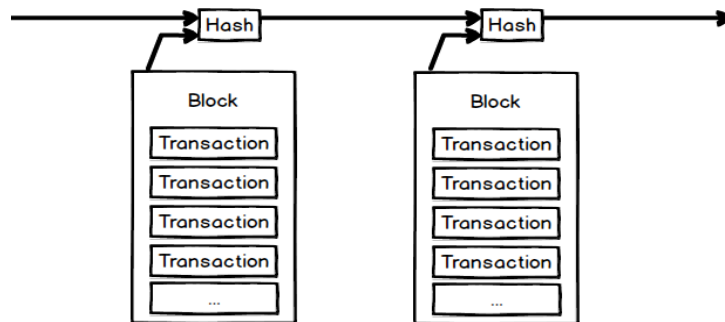 Hash
Hash
Block
Transaction
Transaction
Transaction
Transaction
...
Block
Transaction
Transaction
Transaction
Transaction
...